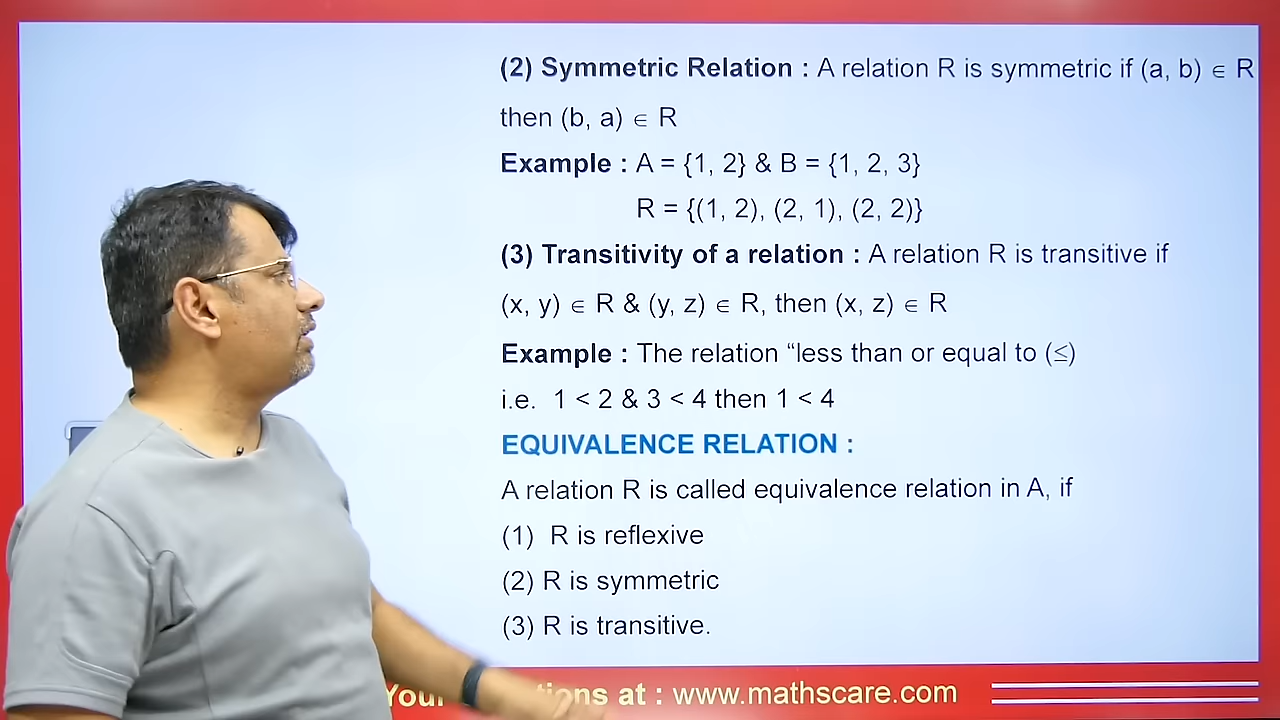 (2) Symmetric Relation : A relation R is symmetric if (a, b) ∈ R
then (b, a) ∈ R
Example : A = {1, 2} & B = {1, 2, 3}
R = {(1, 2), (2, 1), (2, 2)}
(3) Transitivity of a relation : A relation R is transitive if
(x, y) ∈ R & (y, z) ∈ R, then (x, z) ∈ R
Example : The relation “less than or equal to (≤)
i.e. 1 < 2 & 3 < 4 then 1 < 4
EQUIVALENCE RELATION :
A relation R is called equivalence relation in A, if
(1) R is reflexive
(2) R is symmetric
(3) R is transitive.
at : www.mathscare.com